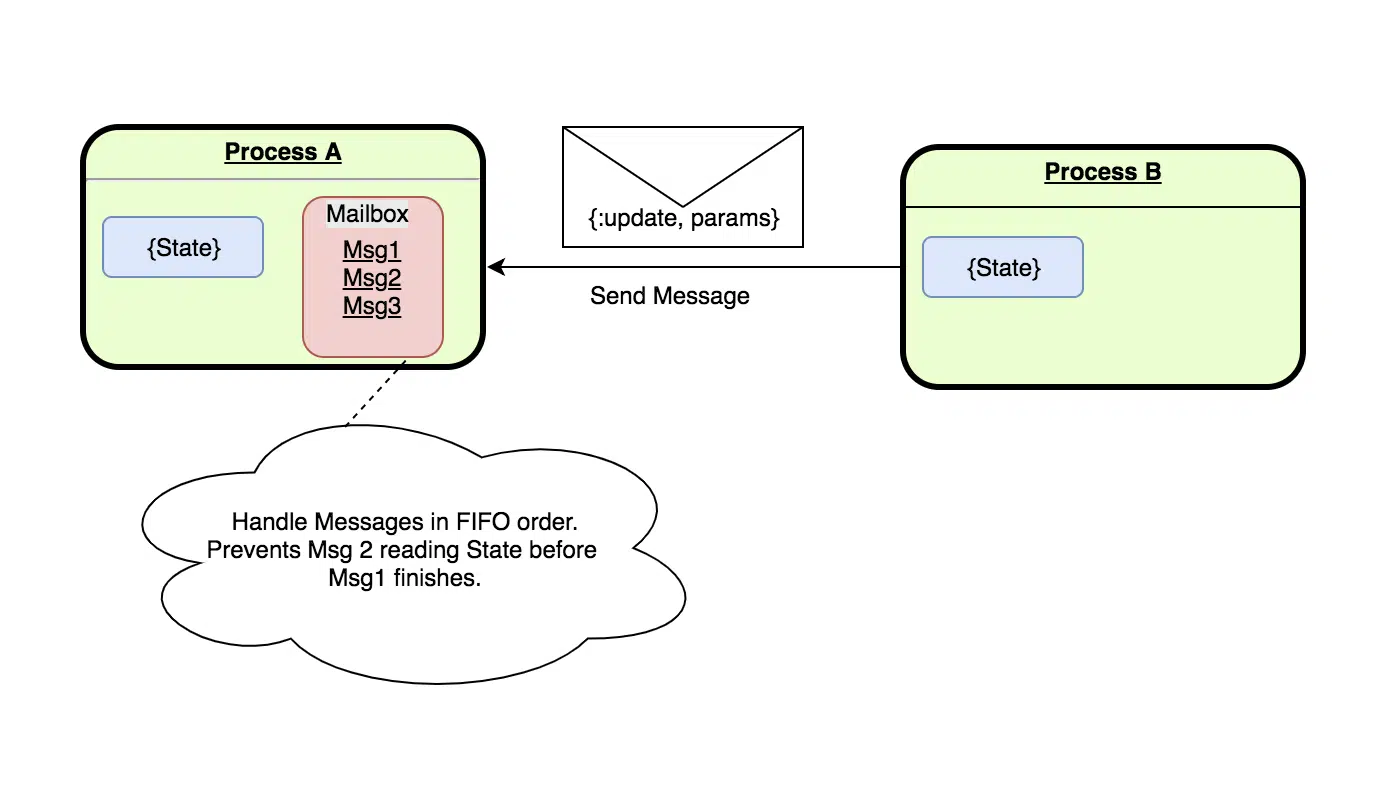 Process A
{State}
Mailbox
Msg1
Msg2
Msg3
{:update, params}
Send Message
Process B
{State}
Handle Messages in FIFO order.
Prevents Msg 2 reading State before
Msg1 finishes.